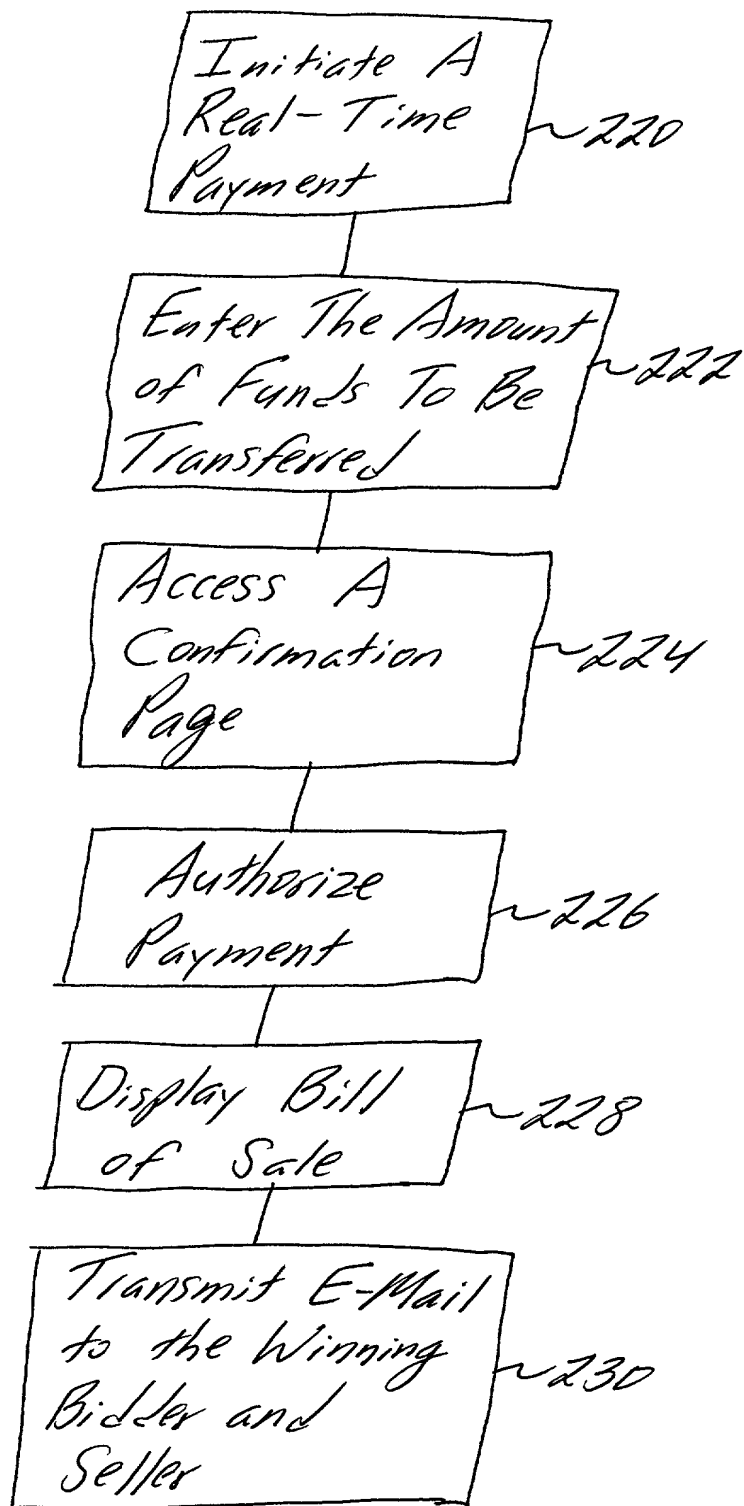 Initiate A
Real-Time
Payment
220
Enter The Amount
of Funds To Be
Transferred
222
Access A
Confirmation
Page
224
Authorize
Payment
226
Display Bill
of Sale
228
Transmit E-Mail
to the Winning
Bidder and
Seller
230